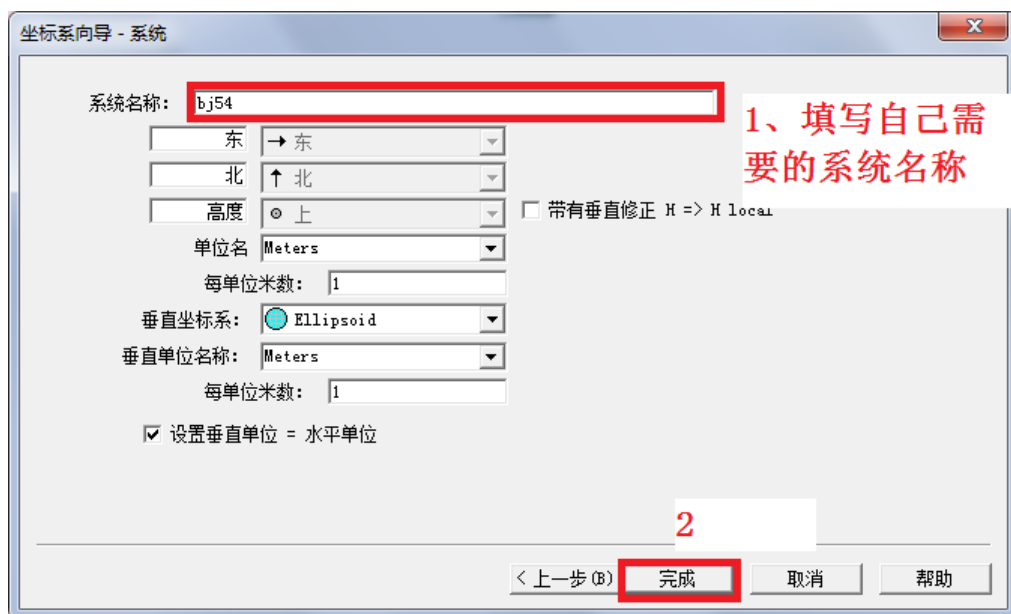 坐标系向导 - 系统
系统名称： bj54
1、填写自己需
要的系统名称
东 东
北 北
高度 上 带有垂直修正 H => H local
单位名 Meters
每单位米数： 1
垂直坐标系： Ellipsoid
垂直单位名称： Meters
每单位米数： 1
设置垂直单位 = 水平单位
2
< 上一步(B) 完成 取消 帮助